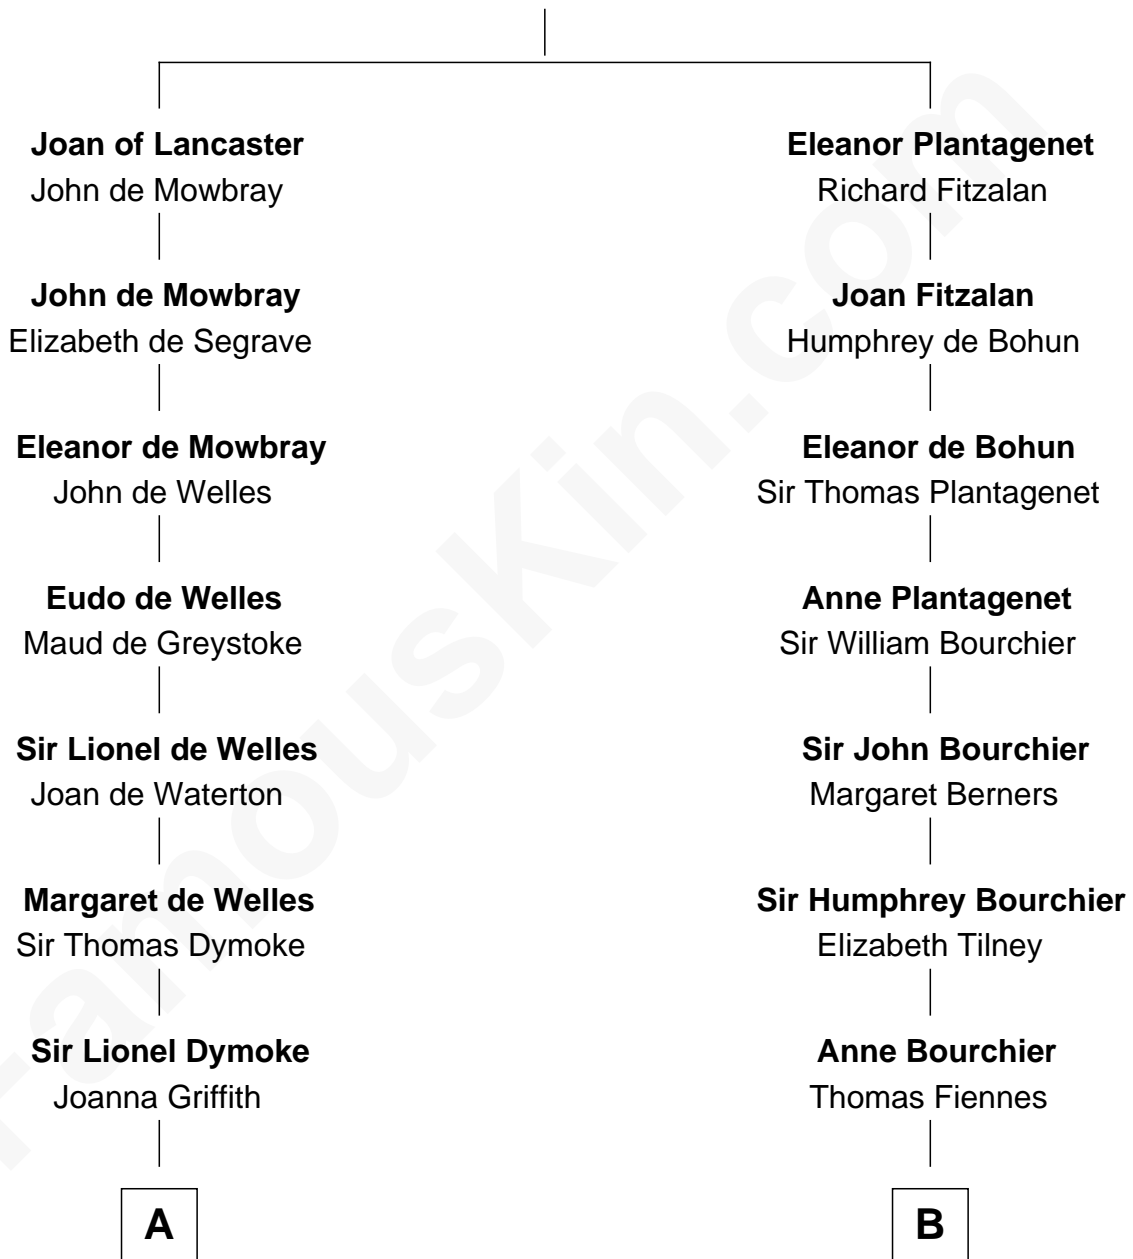 Joan of Lancaster
John de Mowbray
John de Mowbray
Elizabeth de Segrave
Eleanor de Mowbray
John de Welles
Eudo de Welles
Maud de Greystoke
Sir Lionel de Welles
Joan de Waterton
Margaret de Welles
Sir Thomas Dymoke
Sir Lionel Dymoke
Joanna Griffith
A
Eleanor Plantagenet
Richard Fitzalan
Joan Fitzalan
Humphrey de Bohun
Eleanor de Bohun
Sir Thomas Plantagenet
Anne Plantagenet
Sir William Bourchier
Sir John Bourchier
Margaret Berners
Sir Humphrey Bourchier
Elizabeth Tilney
Anne Bourchier
Thomas Fiennes
B
FamousKin.com